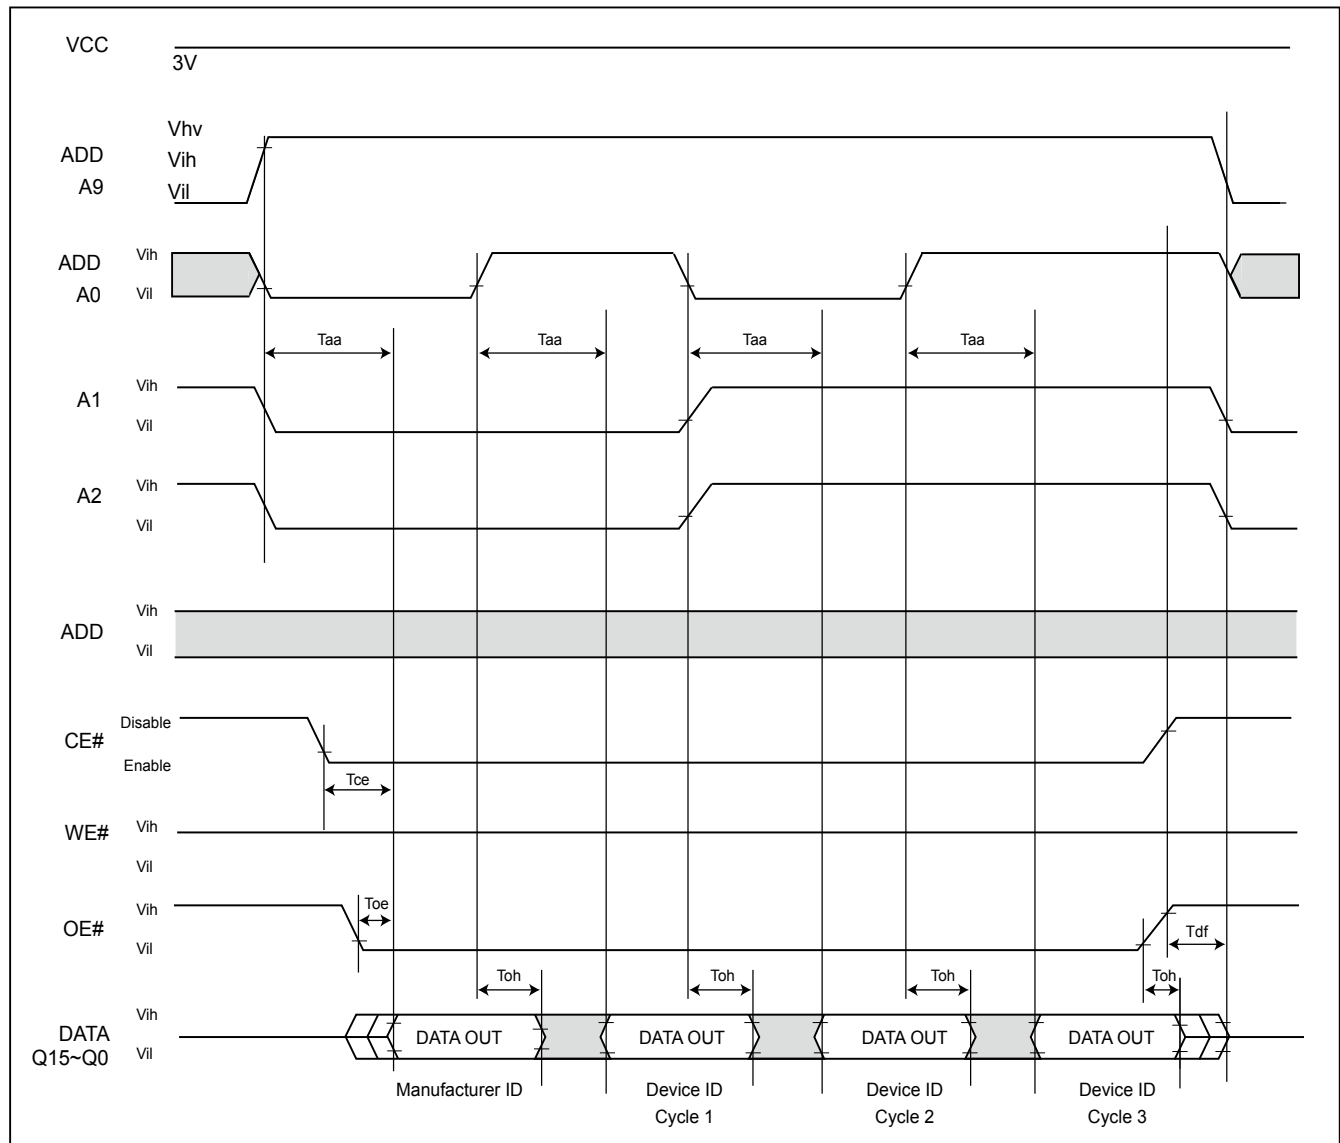 VCC
3V
Vhv
ADD
Vih
A9
Vil
ADD
Vih
A0
Vil
Taa Taa Taa Taa
A1
Vih
Vil
A2
Vih
Vil
ADD
Vih
Vil
CE#
Disable
Enable
Tce
WE#
Vih
Vil
OE#
Vih
Vil
Toe
Tdf
Toh Toh Toh Toh
DATA
Q15~Q0
Vih
Vil
DATA OUT DATA OUT DATA OUT DATA OUT
Manufacturer ID
Device ID
Cycle 1
Device ID
Cycle 2
Device ID
Cycle 3